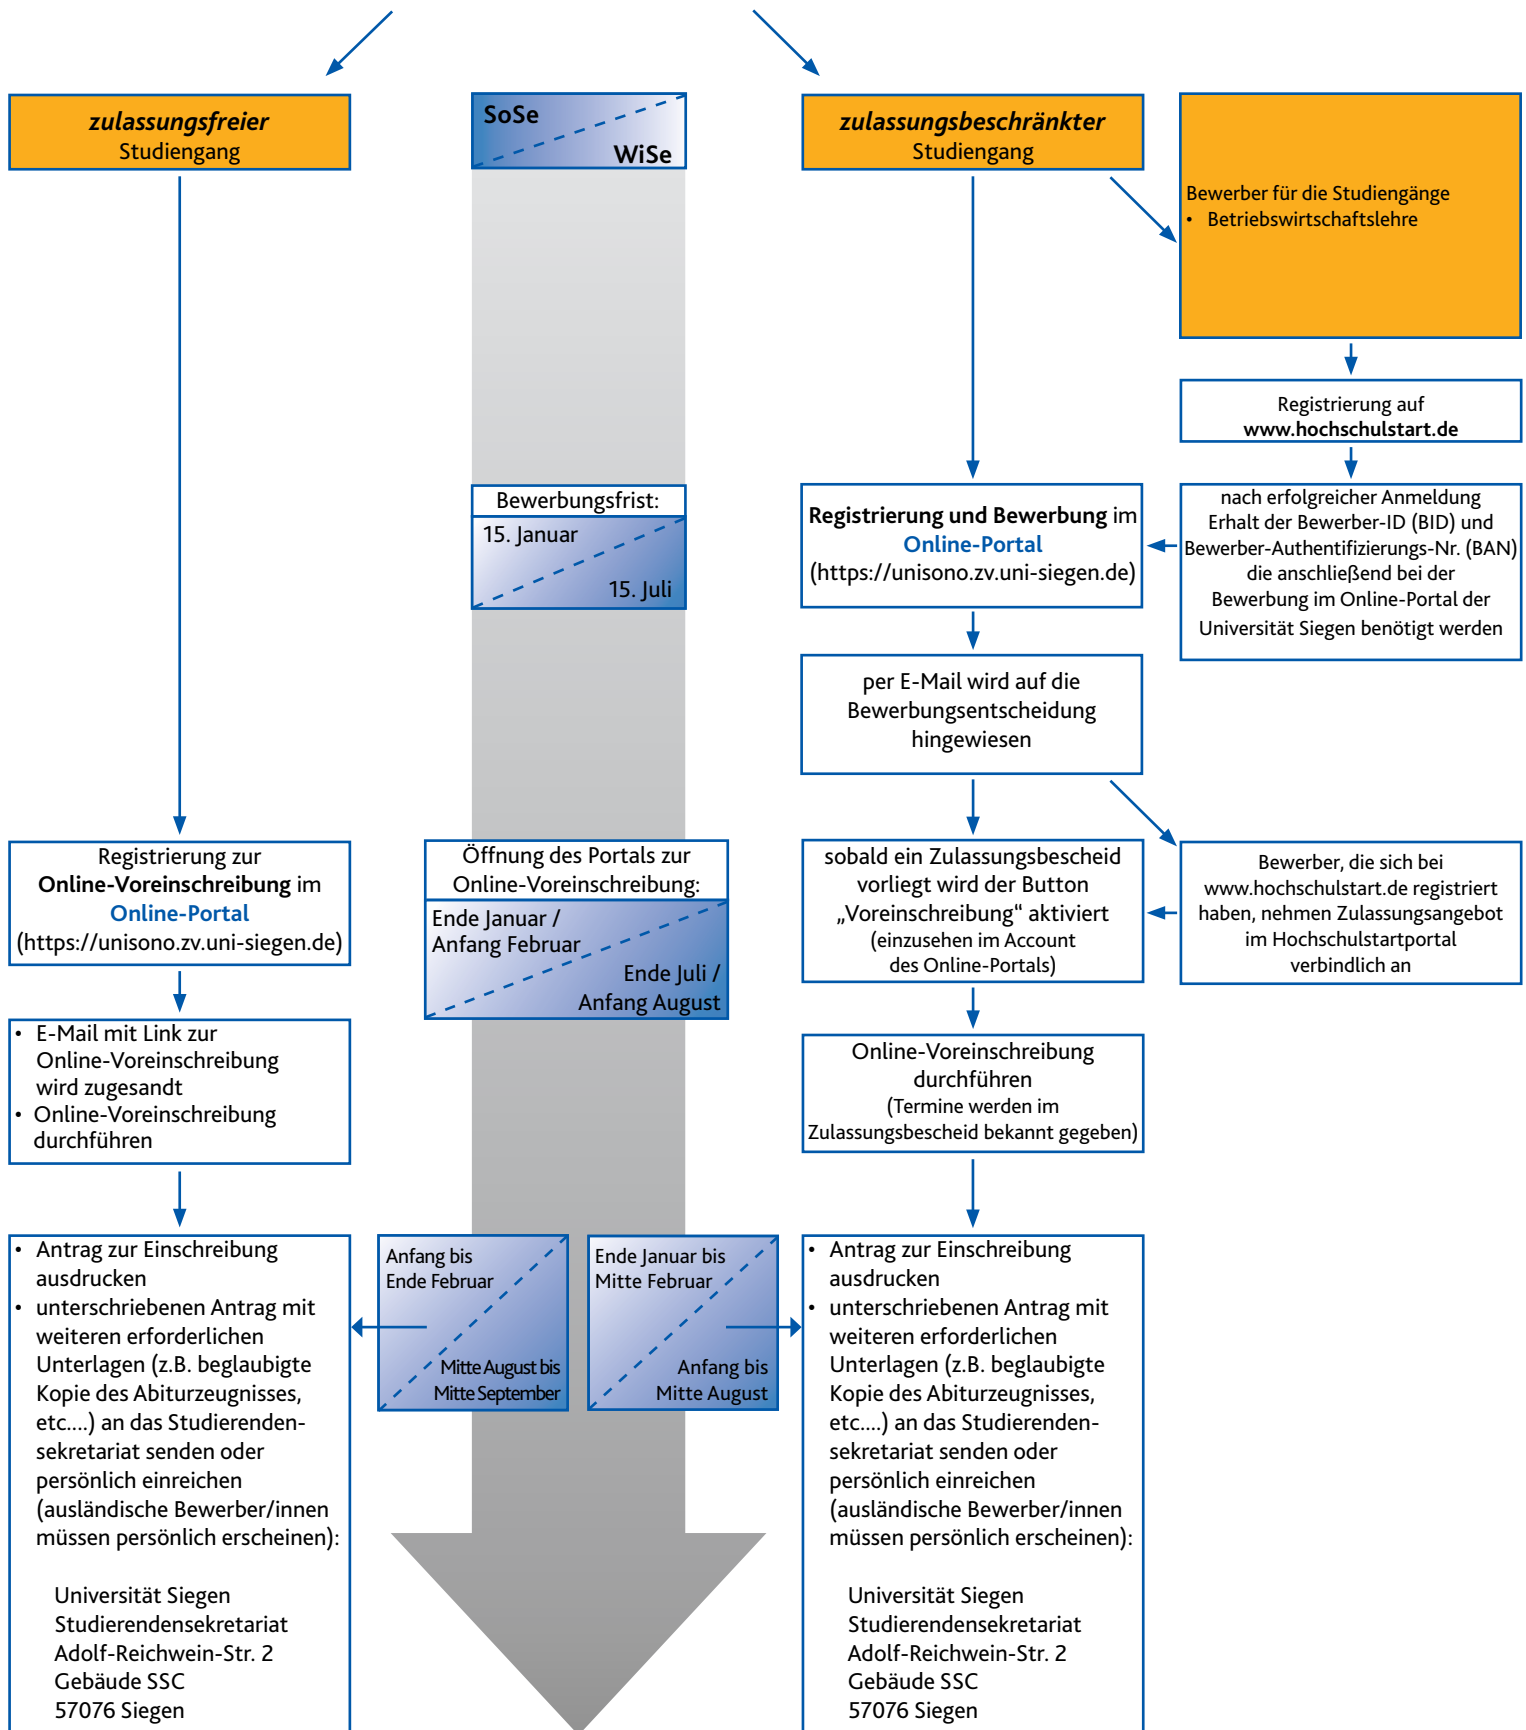 zulassungsfreier
Studiengang
SoSe
WiSe
zulassungsbeschränkter
Studiengang
Bewerber für die Studiengänge
• Betriebswirtschaftslehre
Registrierung auf
www.hochschulstart.de
nach erfolgreicher Anmeldung
Erhalt der Bewerber-ID (BID) und
Bewerber-Authentifizierungs-Nr. (BAN)
die anschließend bei der
Bewerbung im Online-Portal der
Universität Siegen benötigt werden
Bewerbungsfrist:
15. Januar
15. Juli
Registrierung und Bewerbung im
Online-Portal
(https://unisono.zv.uni-siegen.de)
per E-Mail wird auf die
Bewerbungsentscheidung
hingewiesen
Registrierung zur
Online-Voreinschreibung im
Online-Portal
(https://unisono.zv.uni-siegen.de)
Öffnung des Portals zur
Online-Voreinschreibung:
Ende Januar /
Anfang Februar
Ende Juli /
Anfang August
sobald ein Zulassungsbescheid
vorliegt wird der Button
„Voreinschreibung“ aktiviert
(einzusehen im Account
des Online-Portals)
Bewerber, die sich bei
www.hochschulstart.de registriert
haben, nehmen Zulassungsangebot
im Hochschulstartportal
verbindlich an
• E-Mail mit Link zur
Online-Voreinschreibung
wird zugesandt
• Online-Voreinschreibung
durchführen
Online-Voreinschreibung
durchführen
(Termine werden im
Zulassungsbescheid bekannt gegeben)
• Antrag zur Einschreibung
ausdrucken
• unterschriebenen Antrag mit
weiteren erforderlichen
Unterlagen (z.B. beglaubigte
Kopie des Abiturzeugnisses,
etc....) an das Studierenden-
sekretariat senden oder
persönlich einreichen
(ausländische Bewerber/innen
müssen persönlich erscheinen):
Universität Siegen
Studierendensekretariat
Adolf-Reichwein-Str. 2
Gebäude SSC
57076 Siegen
Anfang bis
Ende Februar
Mitte August bis
Mitte September
Ende Januar bis
Mitte Februar
Anfang bis
Mitte August
• Antrag zur Einschreibung
ausdrucken
• unterschriebenen Antrag mit
weiteren erforderlichen
Unterlagen (z.B. beglaubigte
Kopie des Abiturzeugnisses,
etc....) an das Studierenden-
sekretariat senden oder
persönlich einreichen
(ausländische Bewerber/innen
müssen persönlich erscheinen):
Universität Siegen
Studierendensekretariat
Adolf-Reichwein-Str. 2
Gebäude SSC
57076 Siegen